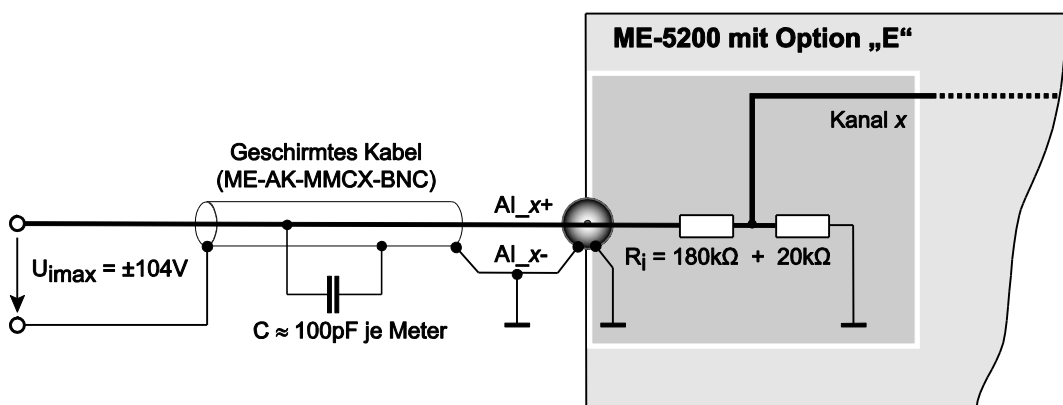 ME-5200 mit Option „E“
Kanal x
Geschirmtes Kabel
(ME-AK-MMCX-BNC)
AI_x+
AI_x-
Uimax = ±104V
Ri = 180kΩ + 20kΩ
C ≈ 100pF je Meter